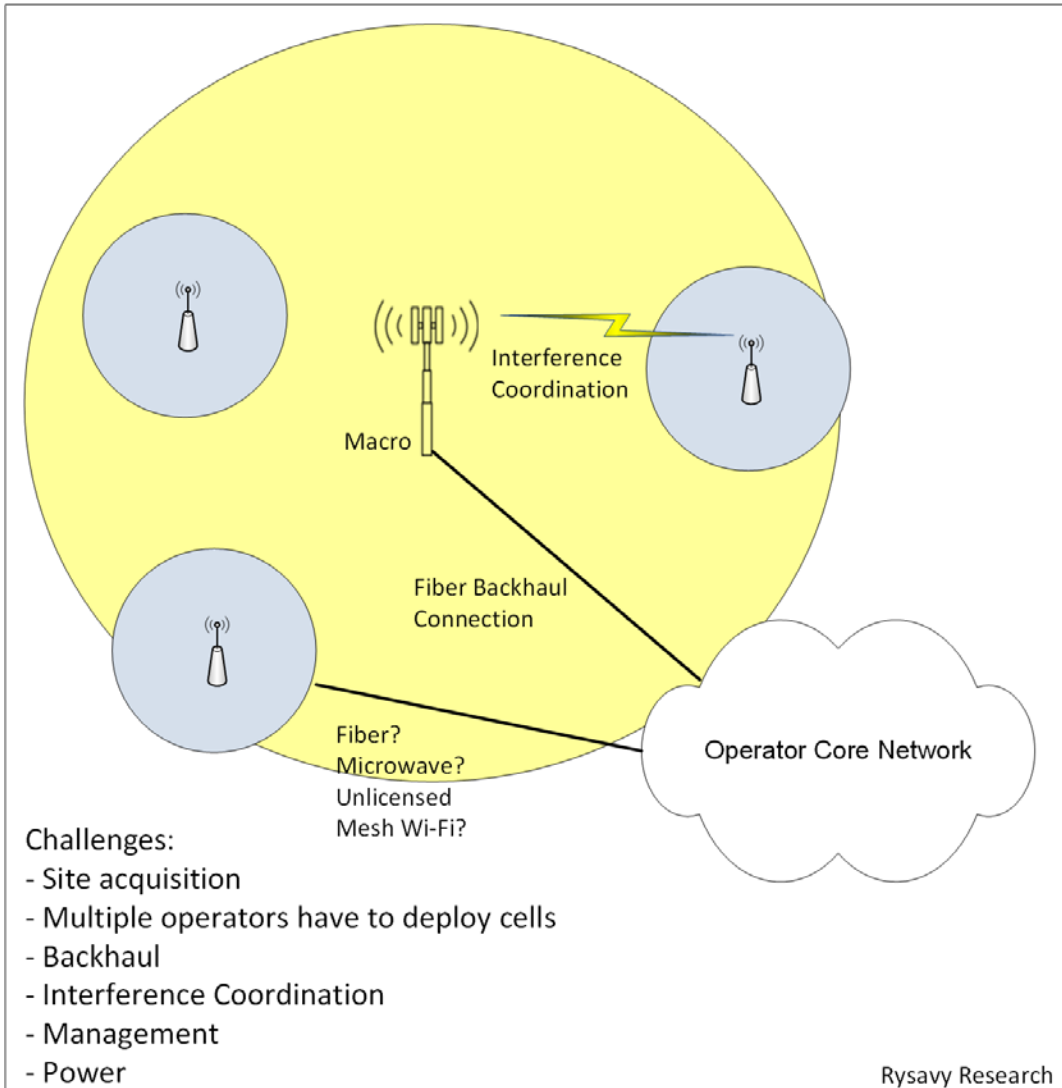 Interference
Coordination
Macro
Fiber Backhaul
Connection
Fiber?
Microwave?
Unlicensed
Mesh Wi-Fi?
Operator Core Network
Challenges:
- Site acquisition
- Multiple operators have to deploy cells
- Backhaul
- Interference Coordination
- Management
- Power
Rysavy Research